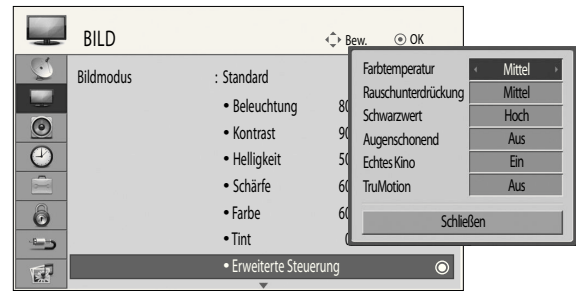 BILD
Bew. OK
Bildmodus : Standard
• Beleuchtung 80
• Kontrast 90
• Helligkeit 50
• Schärfe 60
• Farbe 60
• Tint 0
• Erweiterte Steuerung
Farbtemperatur Mittel
Rauschunterdrückung Mittel
Schwarzwert Hoch
Augenschonend Aus
Echtes Kino Ein
TruMotion Aus
Schließen